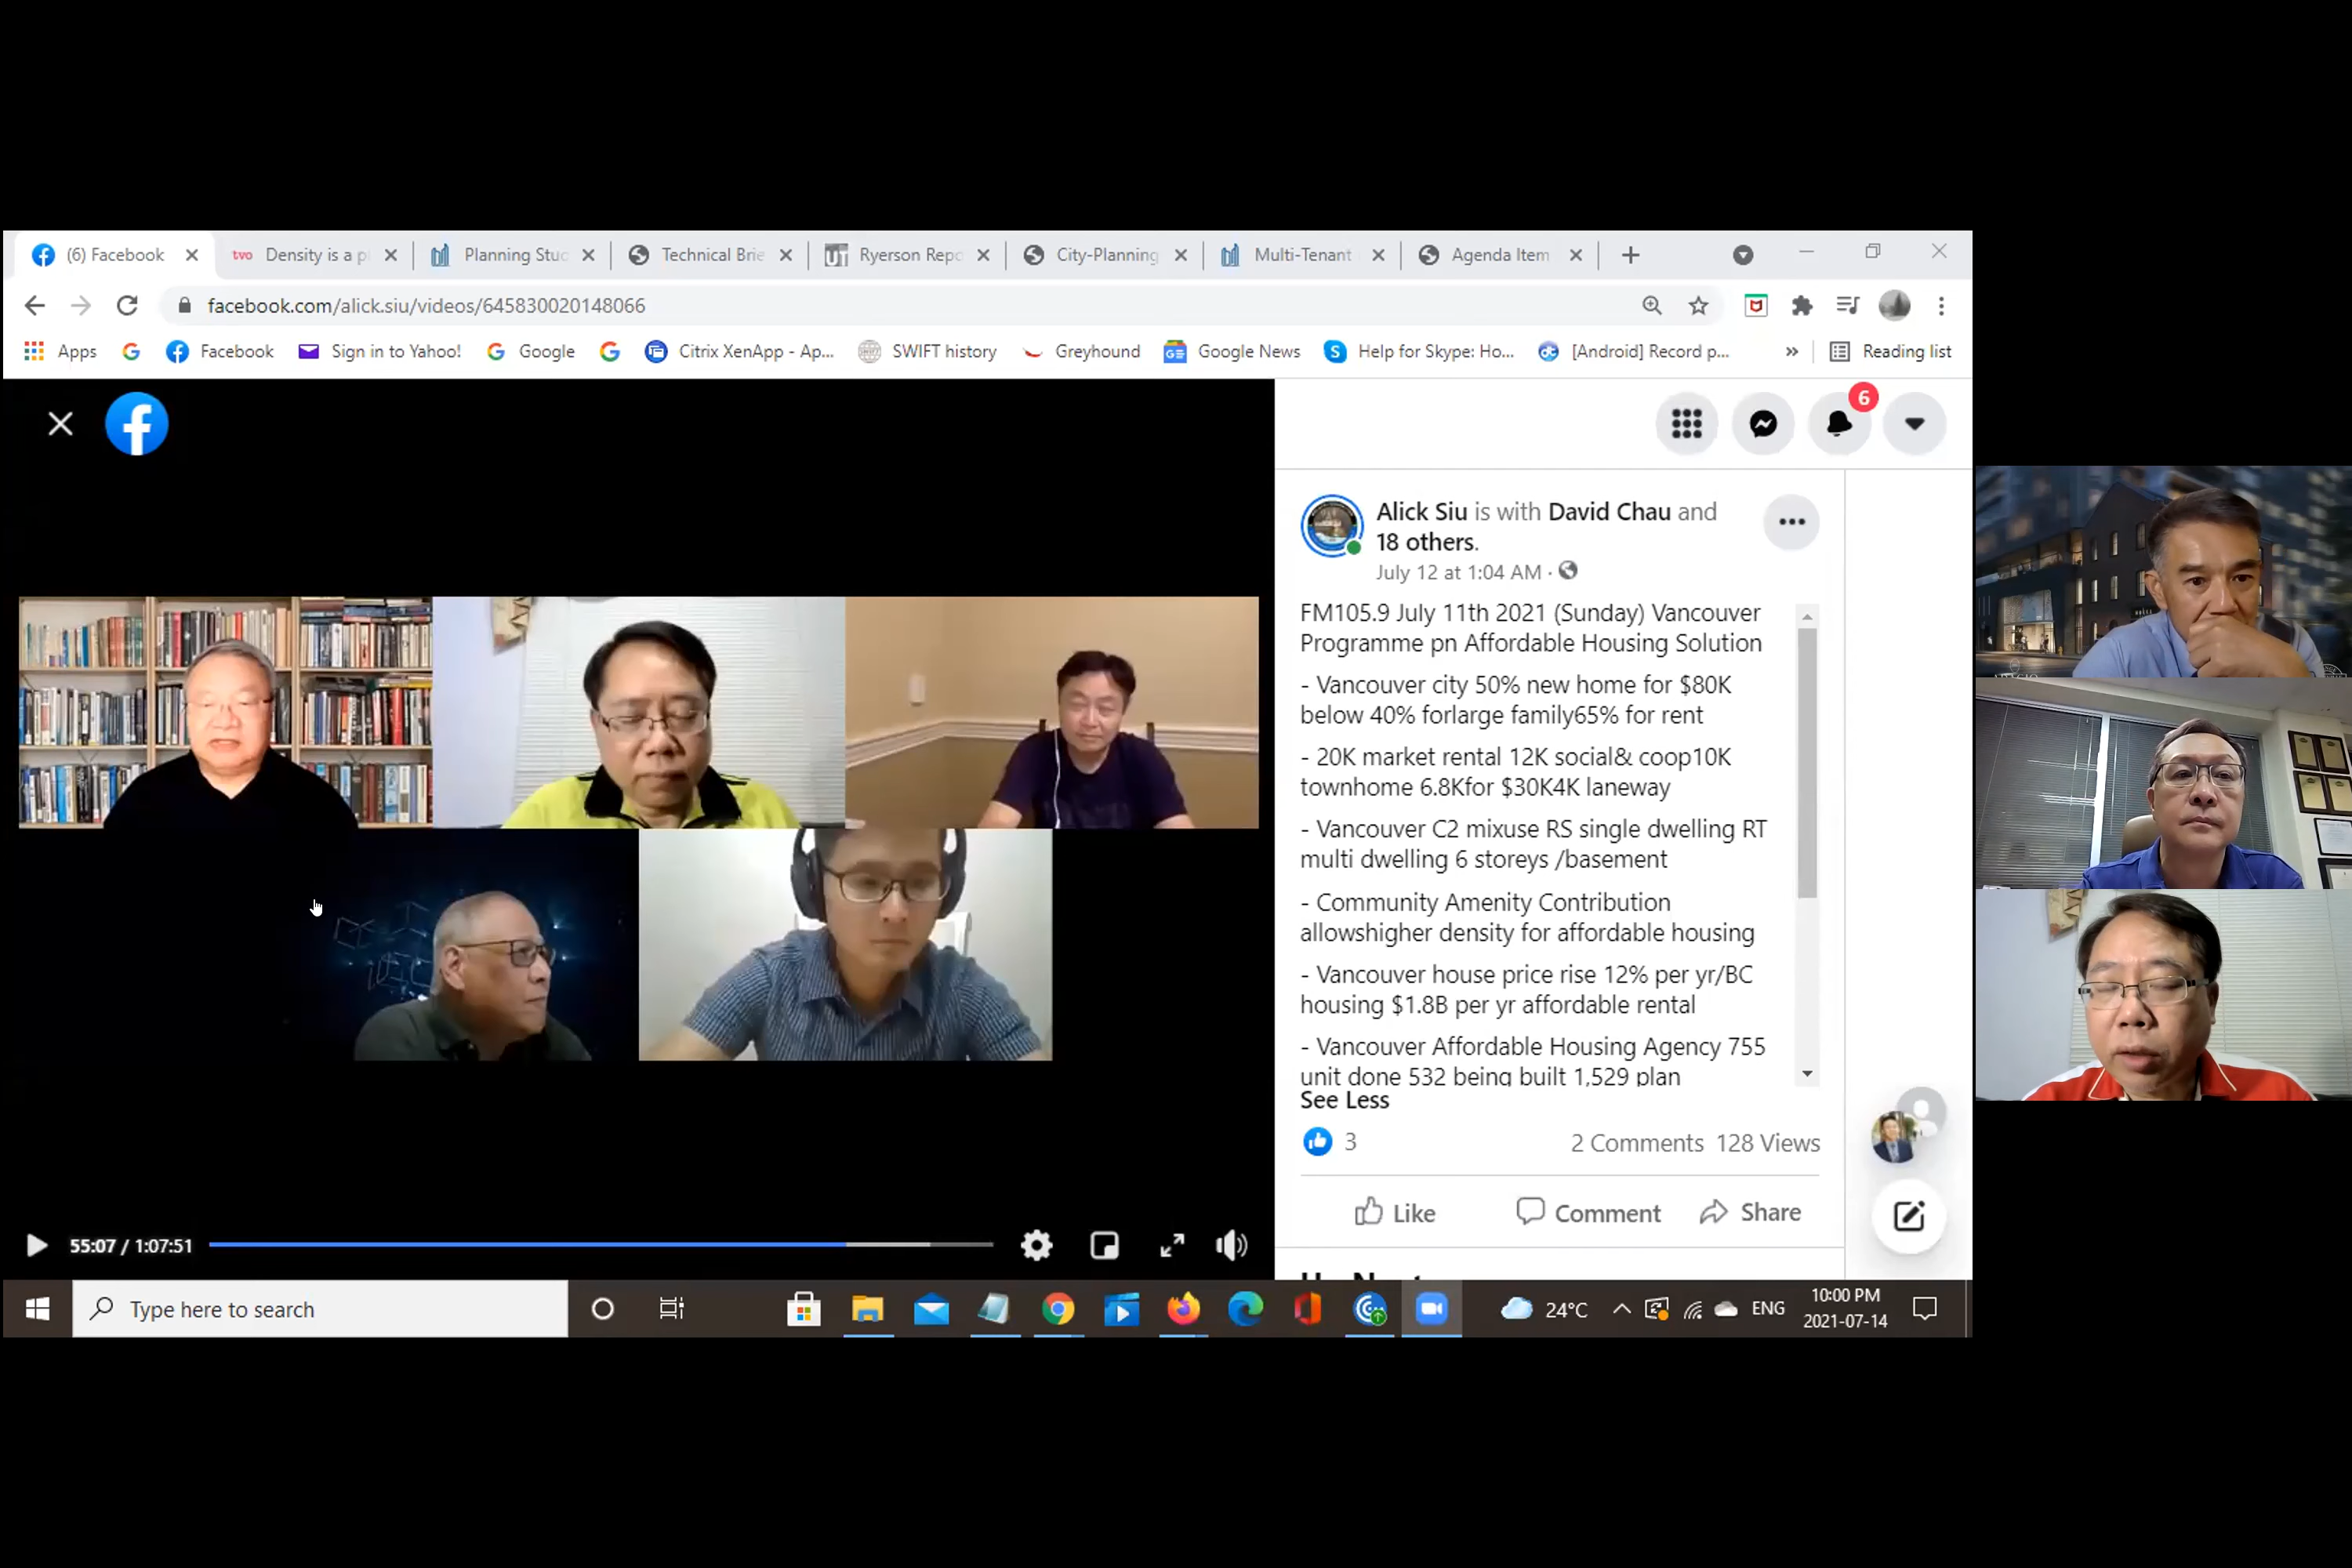 (6) Facebook
tvo Density is a p
Planning Stud
Technical Brie
Ryerson Repo
City-Planning
Multi-Tenant
Agenda Item
facebook.com/alick.siu/videos/645830020148066
Apps
Facebook
Sign in to Yahoo!
Google
Citrix XenApp - Ap...
SWIFT history
Greyhound
Google News
Help for Skype: Ho...
[Android] Record p...
»
Reading list
6
Alick Siu is with David Chau and
18 others.
July 12 at 1:04 AM ·
FM105.9 July 11th 2021 (Sunday) Vancouver
Programme pn Affordable Housing Solution
- Vancouver city 50% new home for $80K
below 40% forlarge family65% for rent
- 20K market rental 12K social& coop10K
townhome 6.8Kfor $30K4K laneway
- Vancouver C2 mixuse RS single dwelling RT
multi dwelling 6 storeys /basement
- Community Amenity Contribution
allowshigher density for affordable housing
- Vancouver house price rise 12% per yr/BC
housing $1.8B per yr affordable rental
- Vancouver Affordable Housing Agency 755
unit done 532 being built 1,529 plan
See Less
3
2 Comments 128 Views
Like
Comment
Share
55:07 / 1:07:51
Type here to search
24°C
ENG
10:00 PM
2021-07-14